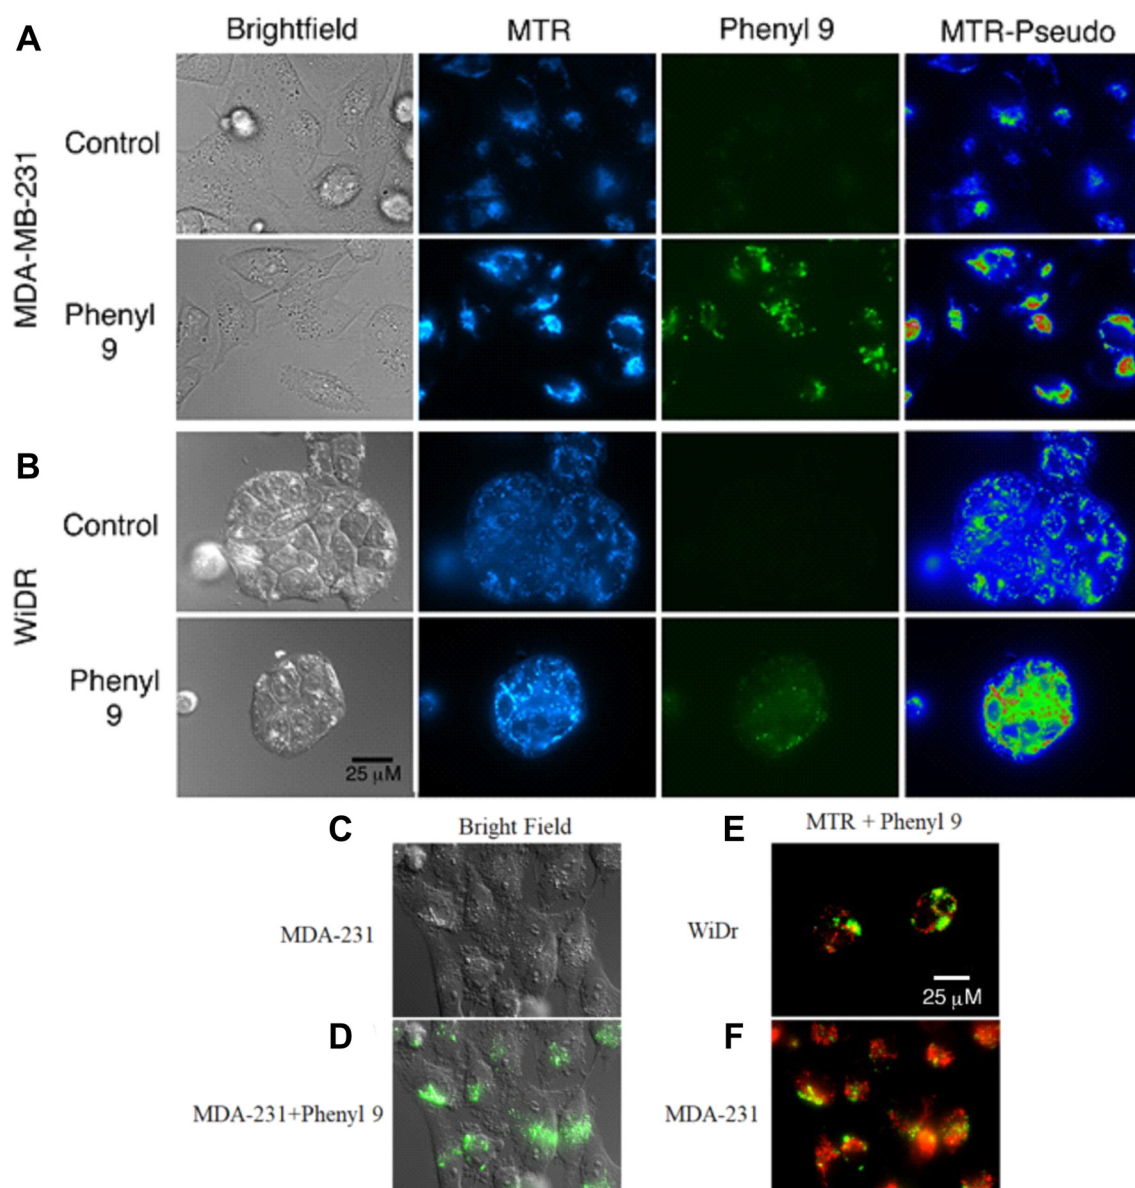 A
Brightfield MTR Phenyl 9 MTR-Pseudo
MDA-MB-231
Control
Phenyl
9
B
WiDR
Control
Phenyl
9
25 μM
C
Bright Field
E
MTR + Phenyl 9
MDA-231
WiDr
25 μM
D
F
MDA-231+Phenyl 9
MDA-231